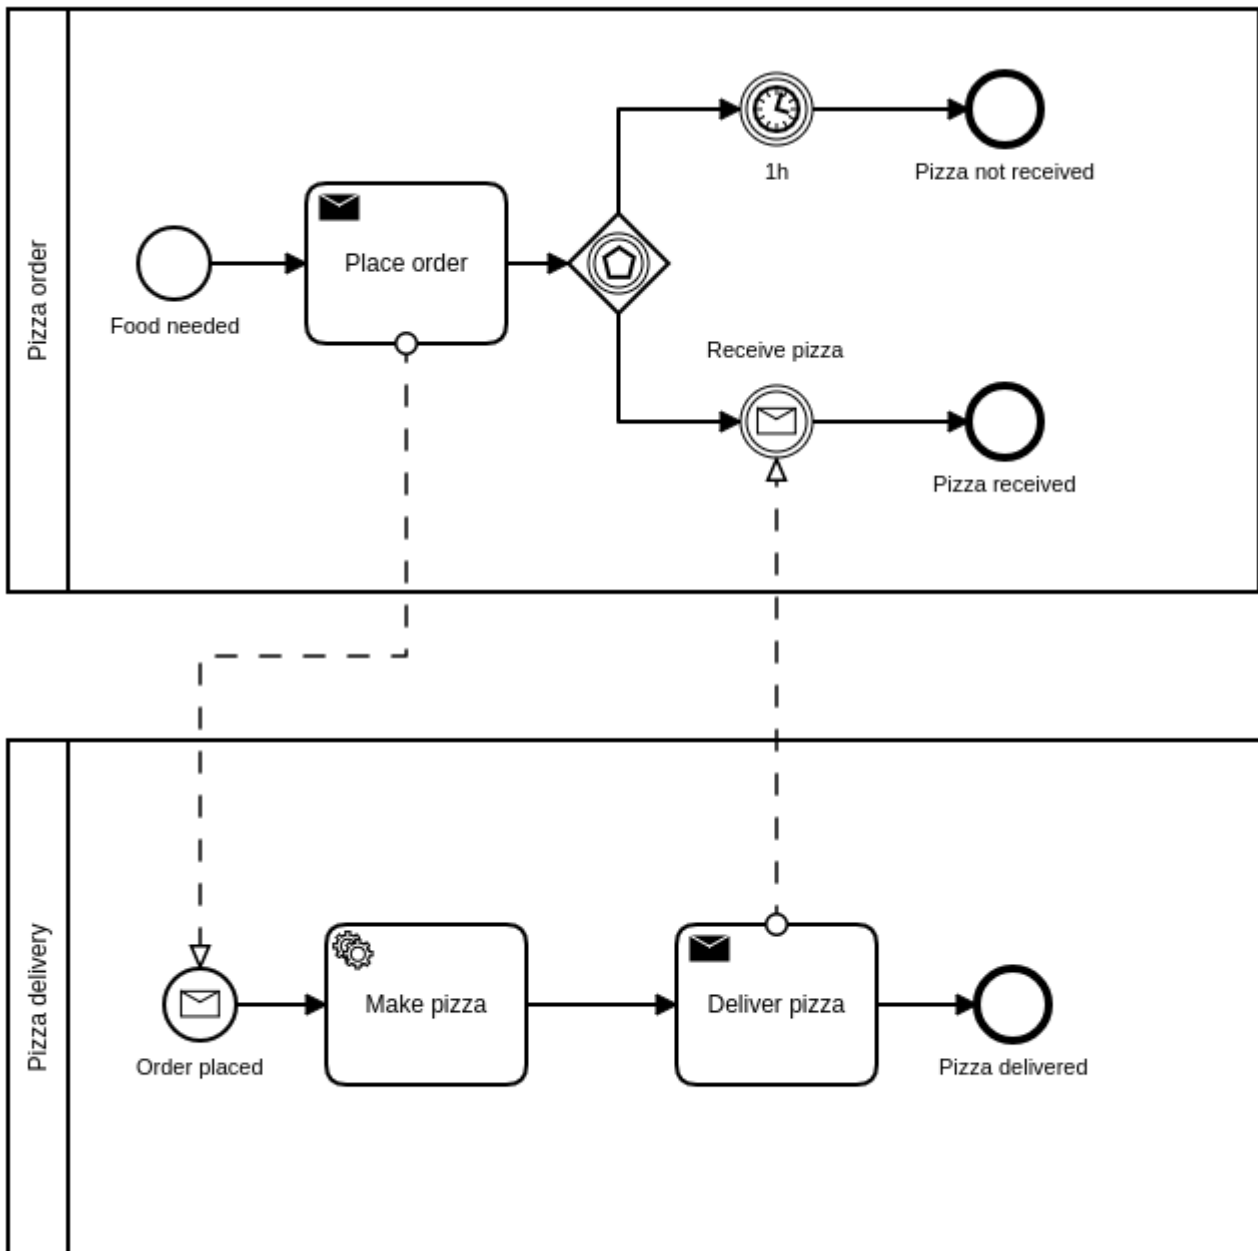 Pizza order
Food needed
Place order
1h
Pizza not received
Receive pizza
Pizza received
Pizza delivery
Order placed
Make pizza
Deliver pizza
Pizza delivered